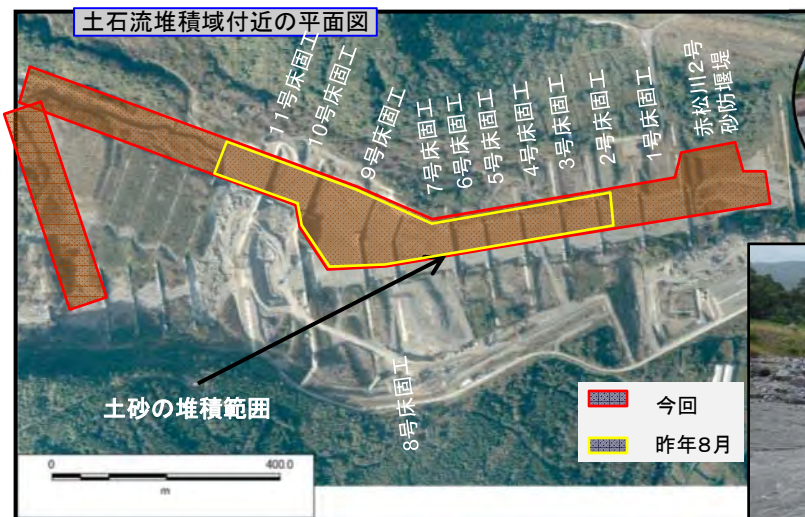 土石流堆積域付近の平面図
11号床固工
10号床固工
9号床固工
7号床固工
6号床固工
5号床固工
4号床固工
3号床固工
2号床固工
1号床固工
赤松川2号
砂防堰堤
8号床固工
土砂の堆積範囲
今回
昨年8月
0
400.0
m